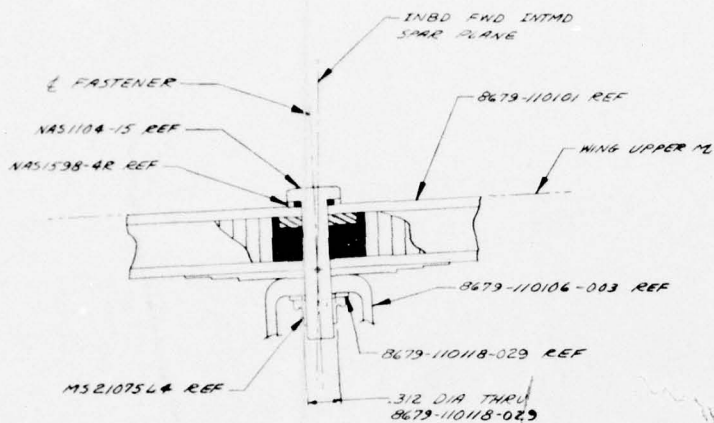 INBD FWD INTMD
SPAR PLANE
℄ FASTENER
8679-110101 REF
NAS1104-15 REF
WING UPPER ML
NAS1598-4R REF
8679-110106-003 REF
8679-110118-029 REF
MS21075L4 REF
.312 DIA THRU
8679-110118-029